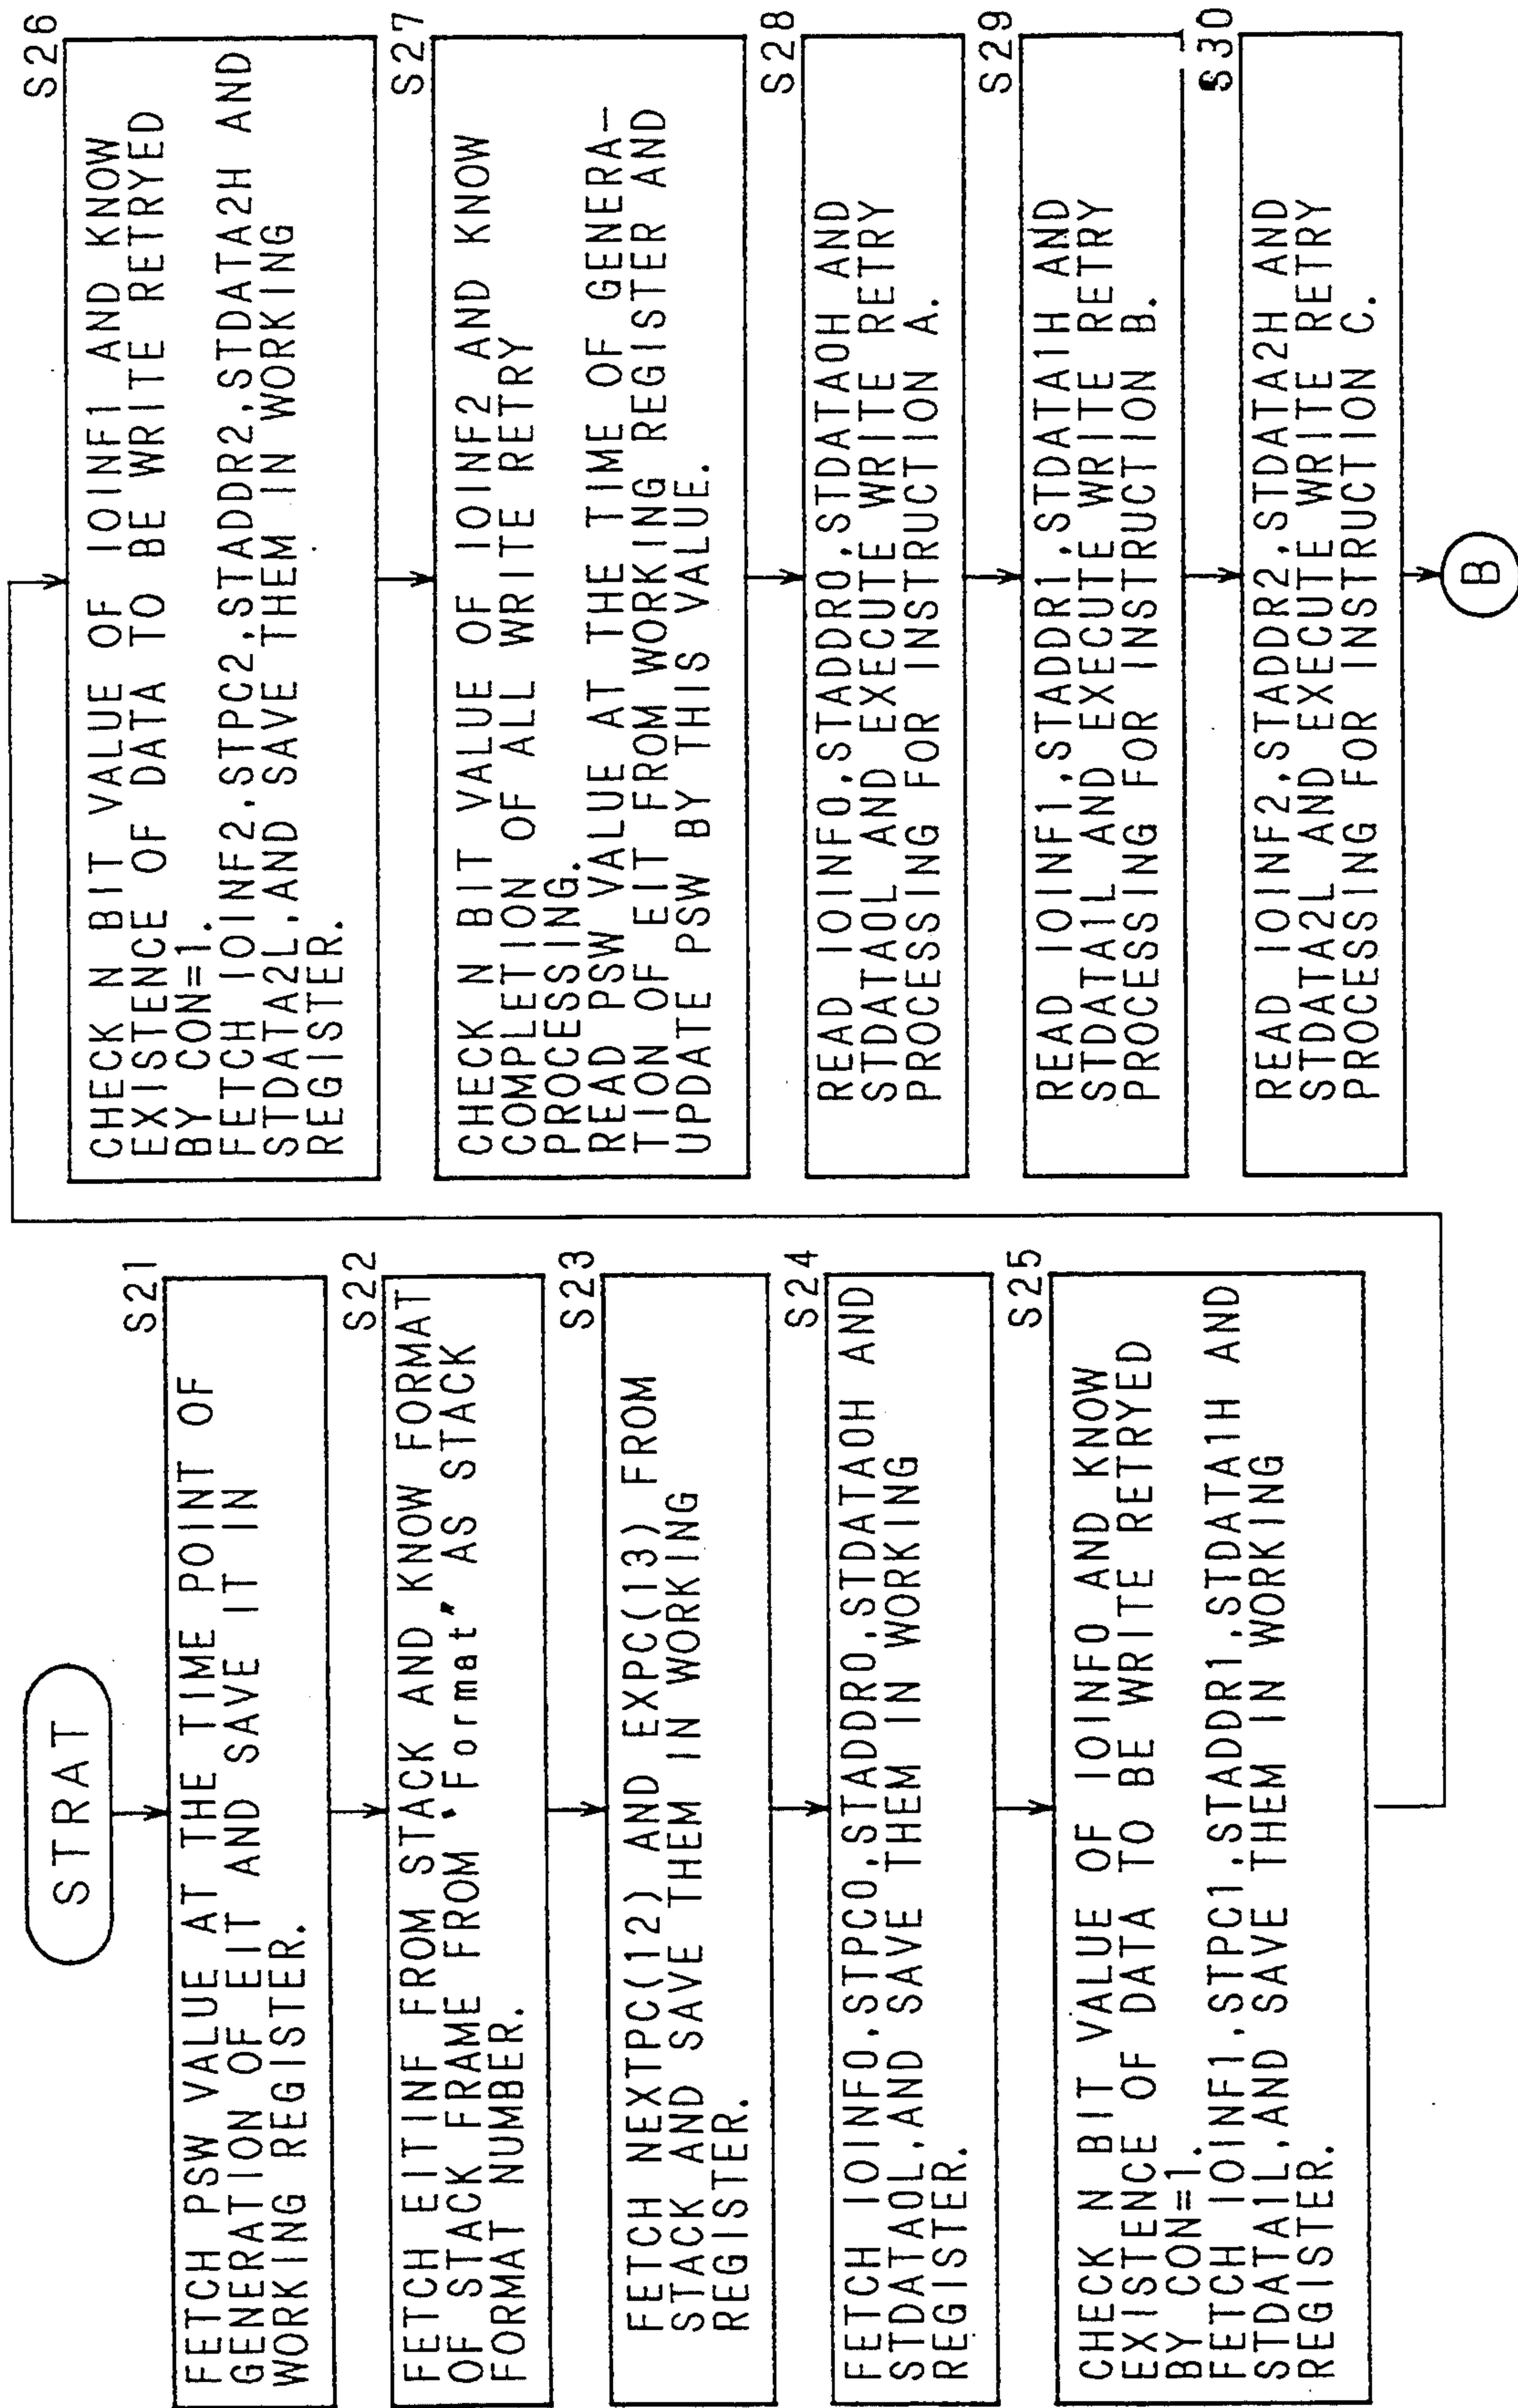 STRAT
S21
FETCH PSW VALUE AT THE TIME POINT OF
GENERATION OF EIT AND SAVE IT IN
WORKING REGISTER.
S22
FETCH EITINF FROM STACK AND KNOW FORMAT
OF STACK FRAME FROM "Format" AS STACK
FORMAT NUMBER.
S23
FETCH NEXTPC(12) AND EXPC(13) FROM
STACK AND SAVE THEM IN WORKING
REGISTER.
S24
FETCH IOINF0,STPC0,STADDR0,STDATA0H AND
STDATA0L,AND SAVE THEM IN WORKING
REGISTER.
S25
CHECK N BIT VALUE OF IOINF0 AND KNOW
EXISTENCE OF DATA TO BE WRITE RETRYED
BY CON=1.
FETCH IOINF1,STPC1,STADDR1,STDATA1H AND
STDATA1L,AND SAVE THEM IN WORKING
REGISTER.
S26
CHECK N BIT VALUE OF IOINF1 AND KNOW
EXISTENCE OF DATA TO BE WRITE RETRYED
BY CON=1.
FETCH IOINF2,STPC2,STADDR2,STDATA2H AND
STDATA2L,AND SAVE THEM IN WORKING
REGISTER.
S27
CHECK N BIT VALUE OF IOINF2 AND KNOW
COMPLETION OF ALL WRITE RETRY
PROCESSING.
READ PSW VALUE AT THE TIME OF GENERA-
TION OF EIT FROM WORKING REGISTER AND
UPDATE PSW BY THIS VALUE.
S28
READ IOINF0,STADDR0,STDATA0H AND
STDATA0L AND EXECUTE WRITE RETRY
PROCESSING FOR INSTRUCTION A.
S29
READ IOINF1,STADDR1,STDATA1H AND
STDATA1L AND EXECUTE WRITE RETRY
PROCESSING FOR INSTRUCTION B.
S30
READ IOINF2,STADDR2,STDATA2H AND
STDATA2L AND EXECUTE WRITE RETRY
PROCESSING FOR INSTRUCTION C.
B